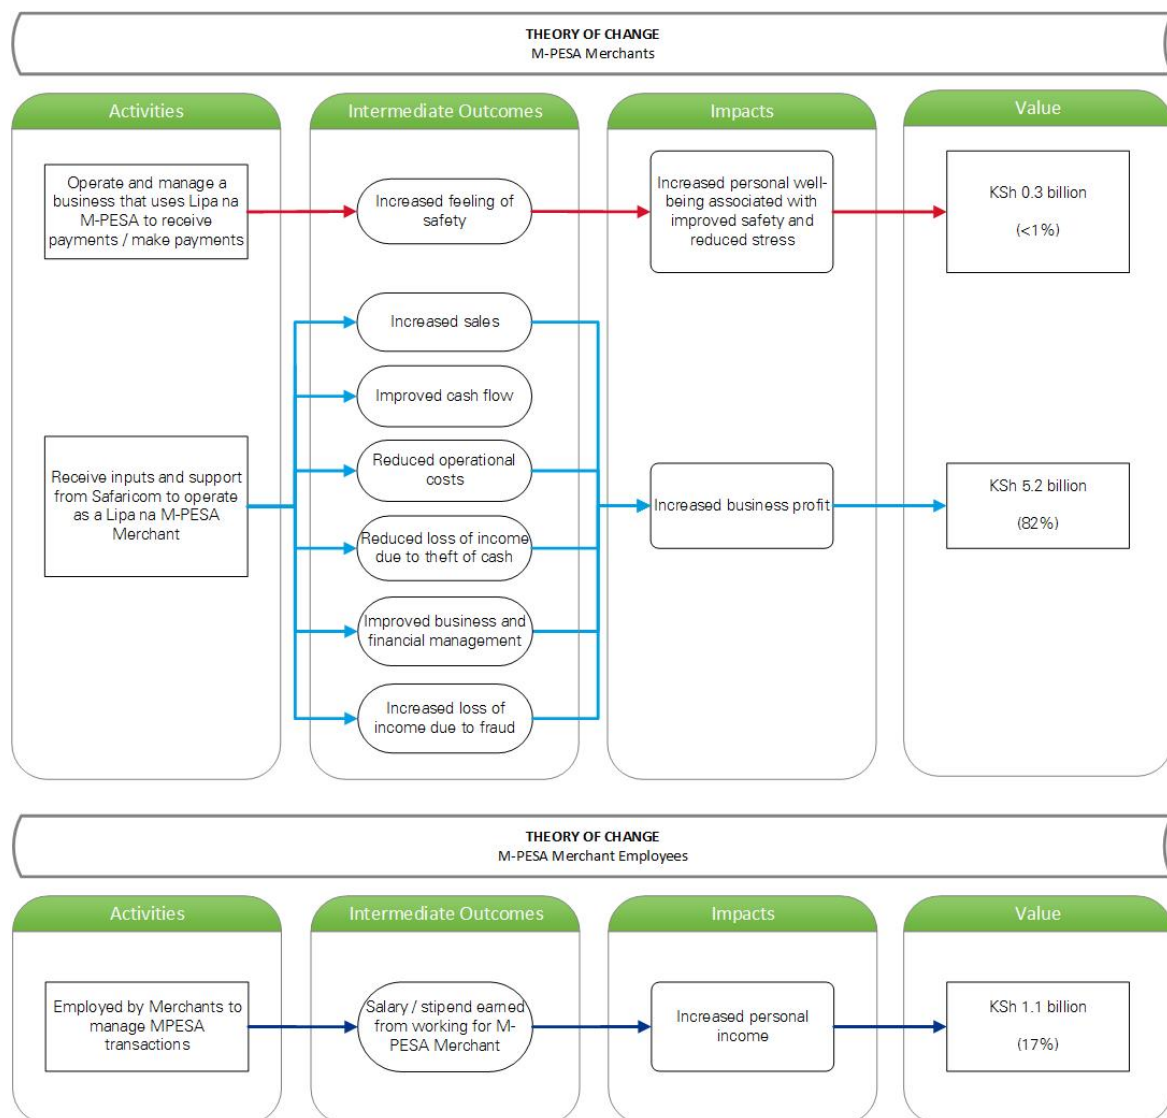 THEORY OF CHANGE
M-PESA Merchants
Activities
Intermediate Outcomes
Impacts
Value
Operate and manage a
business that uses Lipa na
M-PESA to receive
payments / make payments
Increased feeling of
safety
Increased personal well-
being associated with
improved safety and
reduced stress
KSh 0.3 billion
(<1%)
Receive inputs and support
from Safaricom to operate
as a Lipa na M-PESA
Merchant
Increased sales
Improved cash flow
Reduced operational
costs
Reduced loss of income
due to theft of cash
Improved business and
financial management
Increased loss of
income due to fraud
Increased business profit
KSh 5.2 billion
(82%)
THEORY OF CHANGE
M-PESA Merchant Employees
Activities
Intermediate Outcomes
Impacts
Value
Employed by Merchants to
manage MPESA
transactions
Salary / stipend earned
from working for M-
PESA Merchant
Increased personal
income
KSh 1.1 billion
(17%)